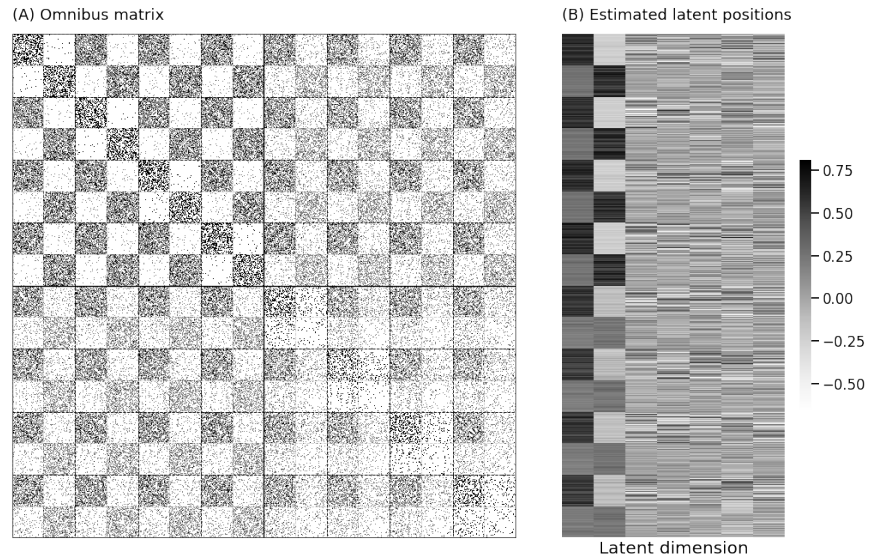 (A) Omnibus matrix
(B) Estimated latent positions
0.75
0.50
0.25
0.00
−0.25
−0.50
Latent dimension